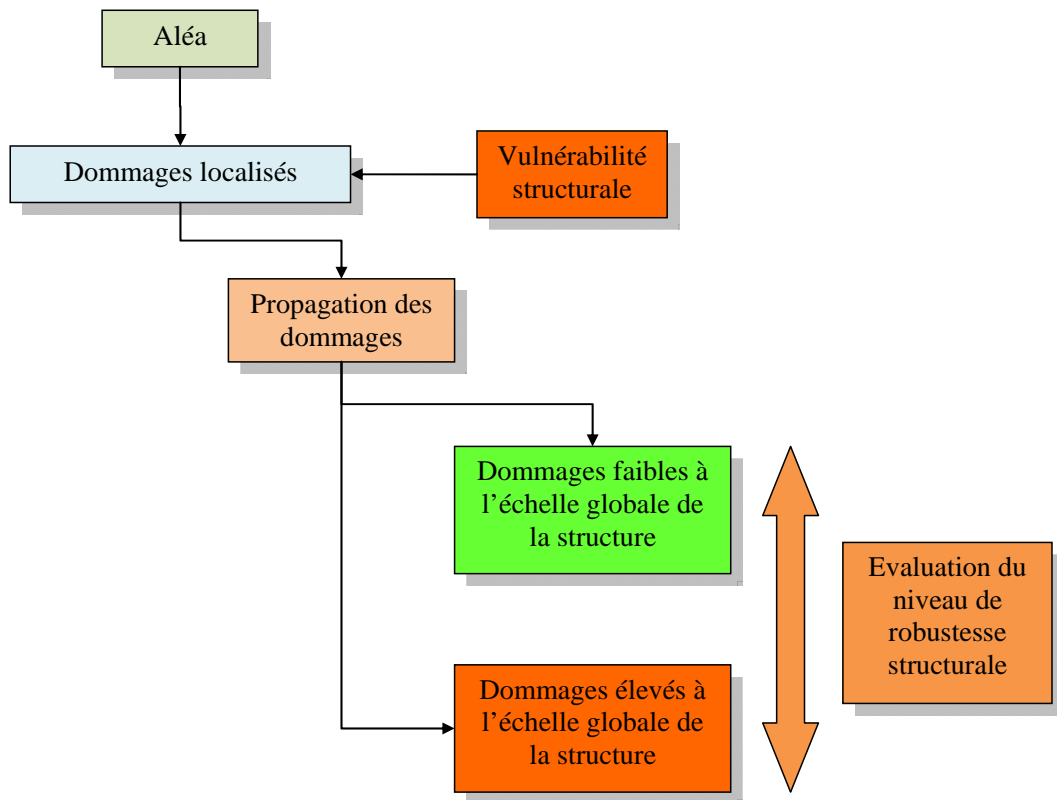 Aléa
Dommages localisés
Vulnérabilité
structurale
Propagation des
dommages
Dommages faibles à
l’échelle globale de
la structure
Evaluation du
niveau de
robustesse
structurale
Dommages élevés à
l’échelle globale de
la structure